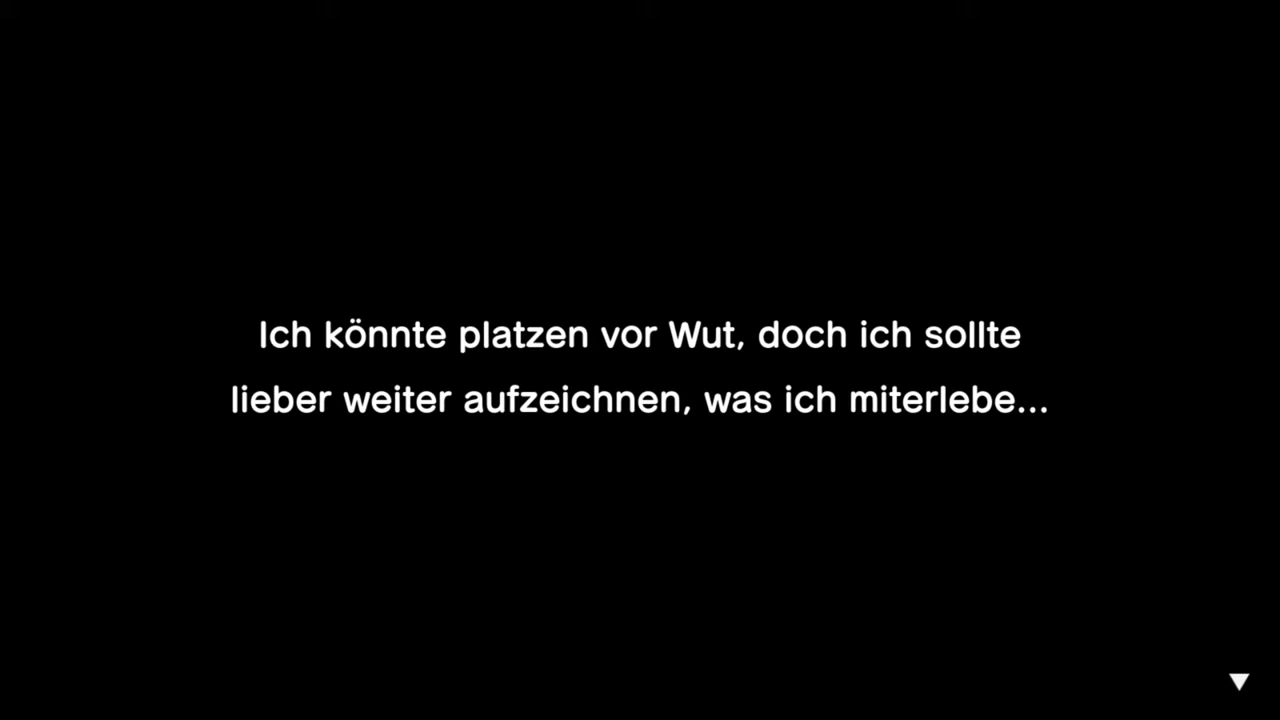 Ich könnte platzen vor Wut, doch ich sollte
lieber weiter aufzeichnen, was ich miterlebe...